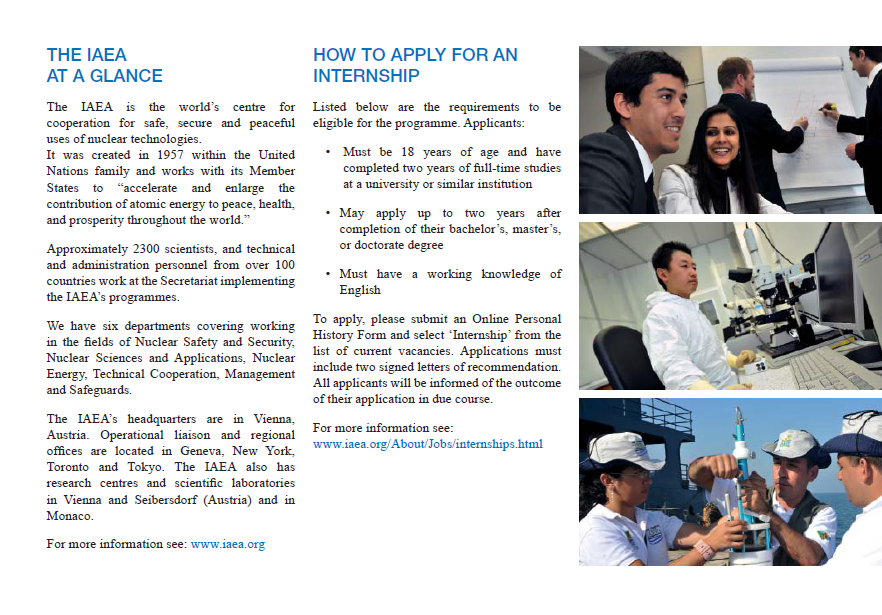 THE IAEA
AT A GLANCE
The IAEA is the world’s centre for
cooperation for safe, secure and peaceful
uses of nuclear technologies.
It was created in 1957 within the United
Nations family and works with its Member
States to “accelerate and enlarge the
contribution of atomic energy to peace, health,
and prosperity throughout the world.”
Approximately 2300 scientists, and technical
and administration personnel from over 100
countries work at the Secretariat implementing
the IAEA’s programmes.
We have six departments covering working
in the fields of Nuclear Safety and Security,
Nuclear Sciences and Applications, Nuclear
Energy, Technical Cooperation, Management
and Safeguards.
The IAEA’s headquarters are in Vienna,
Austria. Operational liaison and regional
offices are located in Geneva, New York,
Toronto and Tokyo. The IAEA also has
research centres and scientific laboratories
in Vienna and Seibersdorf (Austria) and in
Monaco.
For more information see: www.iaea.org
HOW TO APPLY FOR AN
INTERNSHIP
Listed below are the requirements to be
eligible for the programme. Applicants:
• Must be 18 years of age and have
completed two years of full-time studies
at a university or similar institution
• May apply up to two years after
completion of their bachelor’s, master’s,
or doctorate degree
• Must have a working knowledge of
English
To apply, please submit an Online Personal
History Form and select ‘Internship’ from the
list of current vacancies. Applications must
include two signed letters of recommendation.
All applicants will be informed of the outcome
of their application in due course.
For more information see:
www.iaea.org/About/Jobs/internships.html